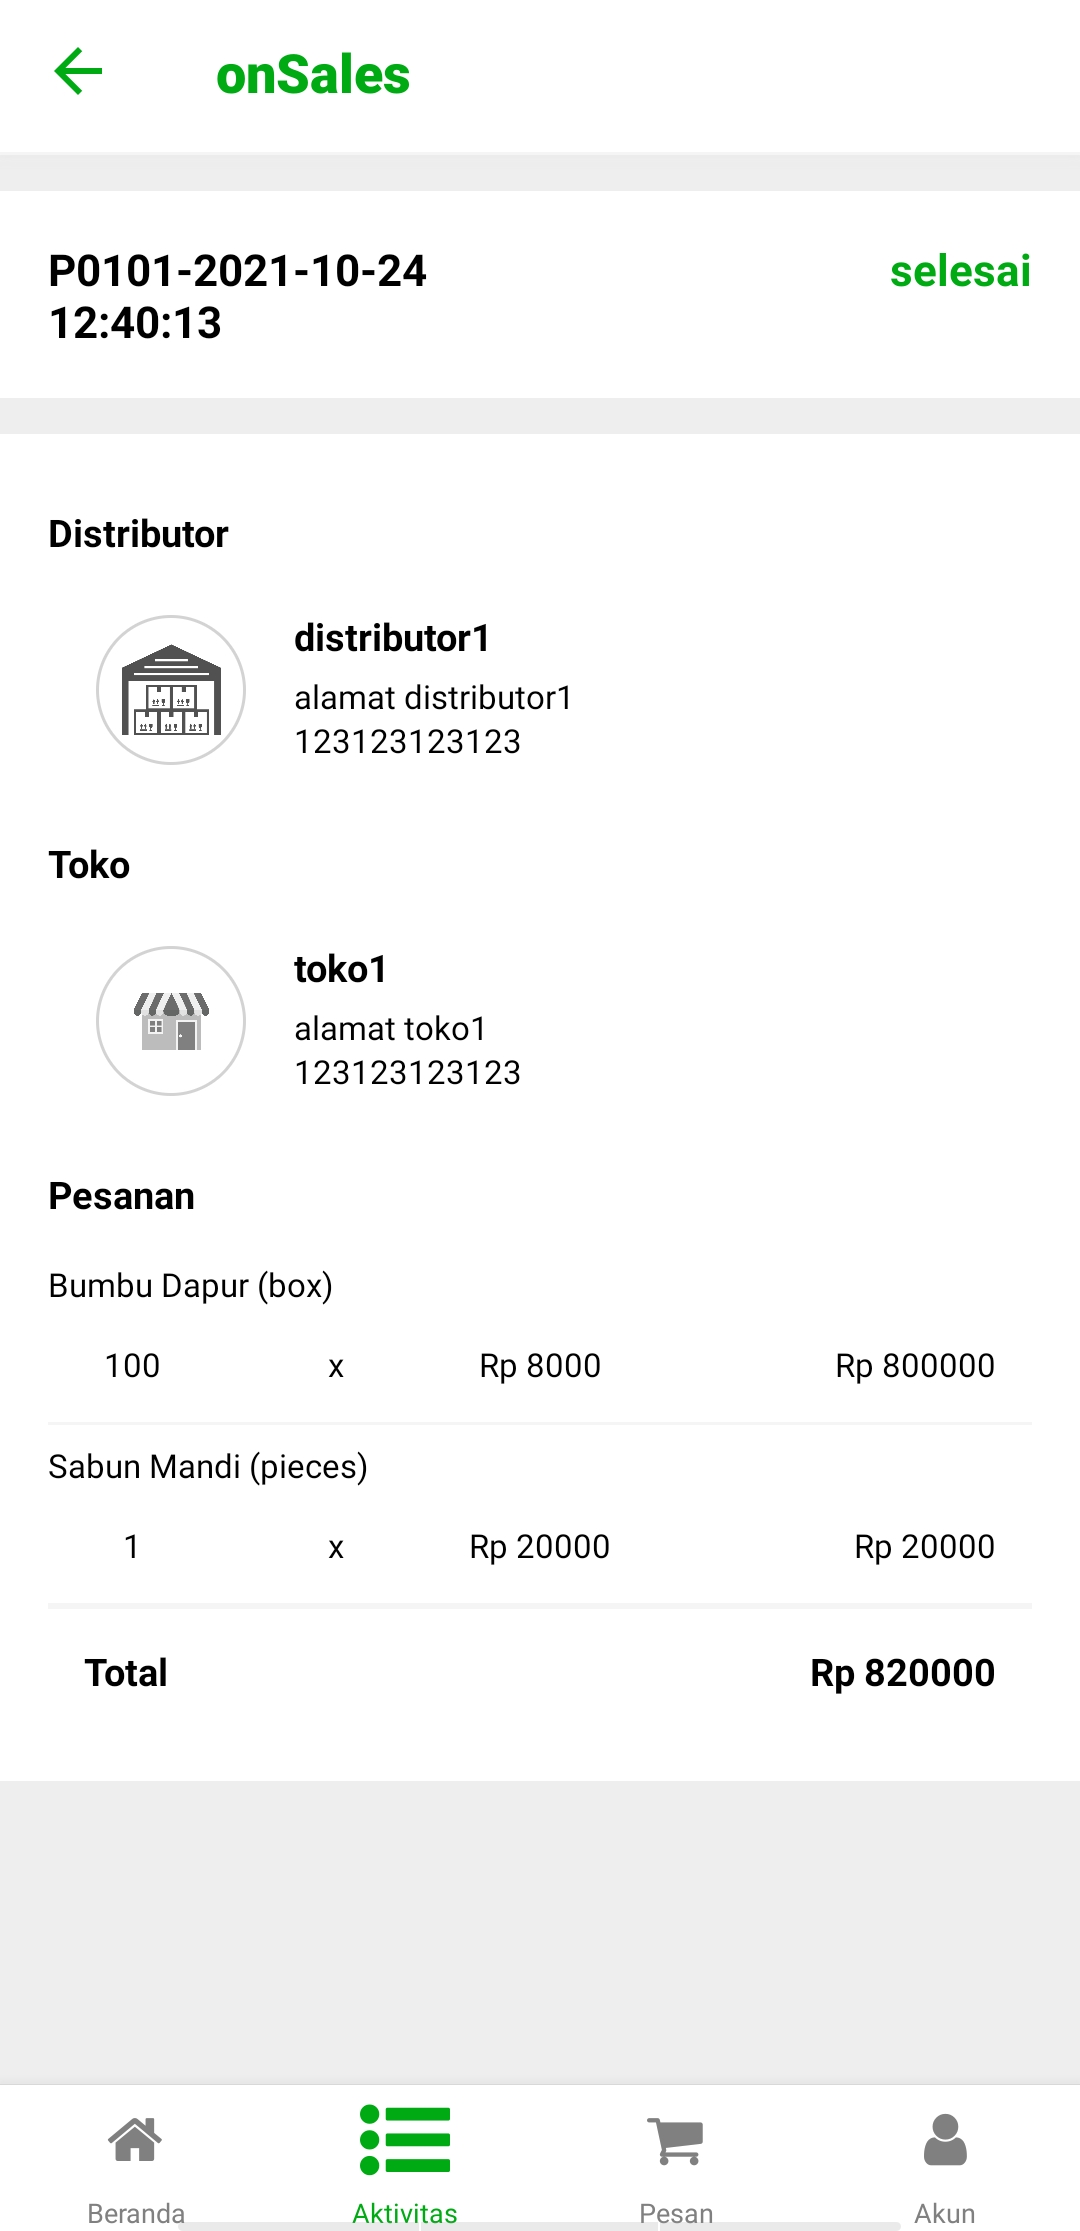 onSales
P0101-2021-10-24 selesai
12:40:13
Distributor
distributor1
alamat distributor1
123123123123
Toko
toko1
alamat toko1
123123123123
Pesanan
Bumbu Dapur (box)
100 x Rp 8000 Rp 800000
Sabun Mandi (pieces)
1 x Rp 20000 Rp 20000
Total Rp 820000
Beranda Aktivitas Pesan Akun